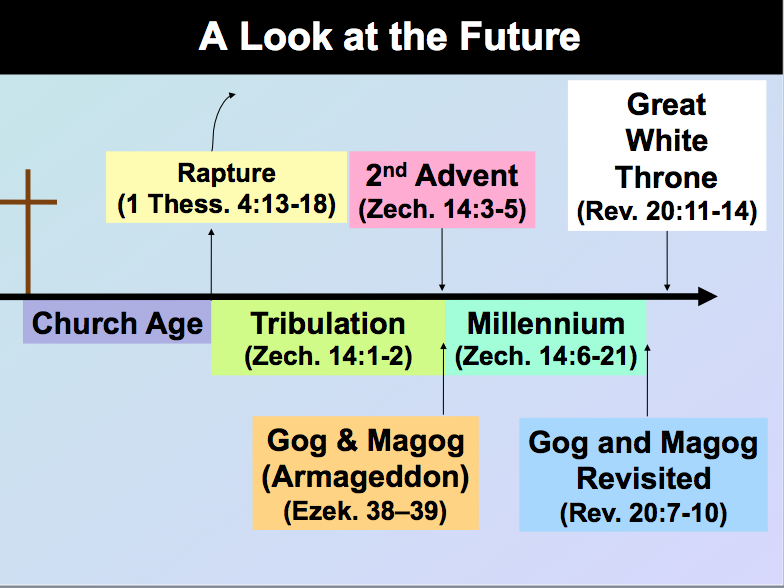 A Look at the Future
Great
White
Throne
(Rev. 20:11-14)
Rapture
(1 Thess. 4:13-18)
2nd Advent
(Zech. 14:3-5)
Church Age
Tribulation
(Zech. 14:1-2)
Millennium
(Zech. 14:6-21)
Gog & Magog
(Armageddon)
(Ezek. 38–39)
Gog and Magog
Revisited
(Rev. 20:7-10)